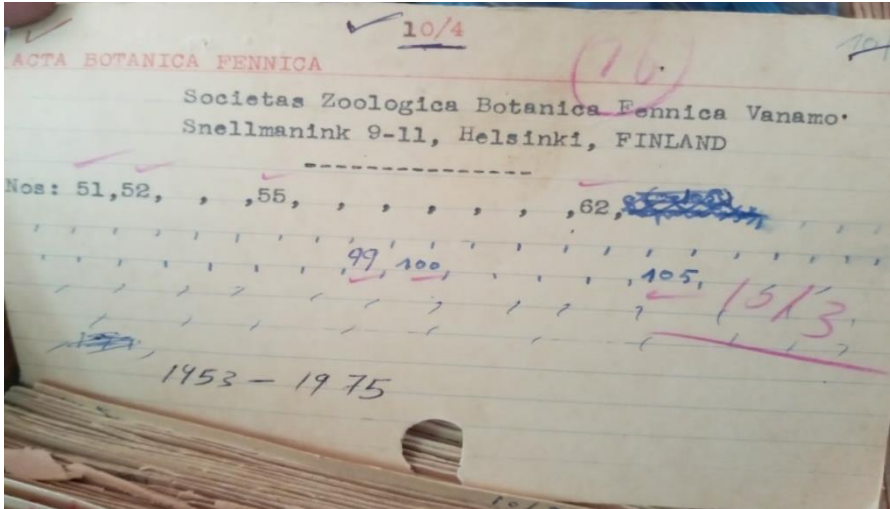 10/4
ACTA BOTANICA FENNICA
Societas Zoologica Botanica Fennica Vanamo.
Snellmanink 9-11, Helsinki, FINLAND
---------------
Nos: 51,52, , ,55, , , , , , , ,62,
, , , , , , , , , , , , , , , , , , , ,
, , , , , , , ,99, 100, , , , , ,105,
1513
1953 - 1975